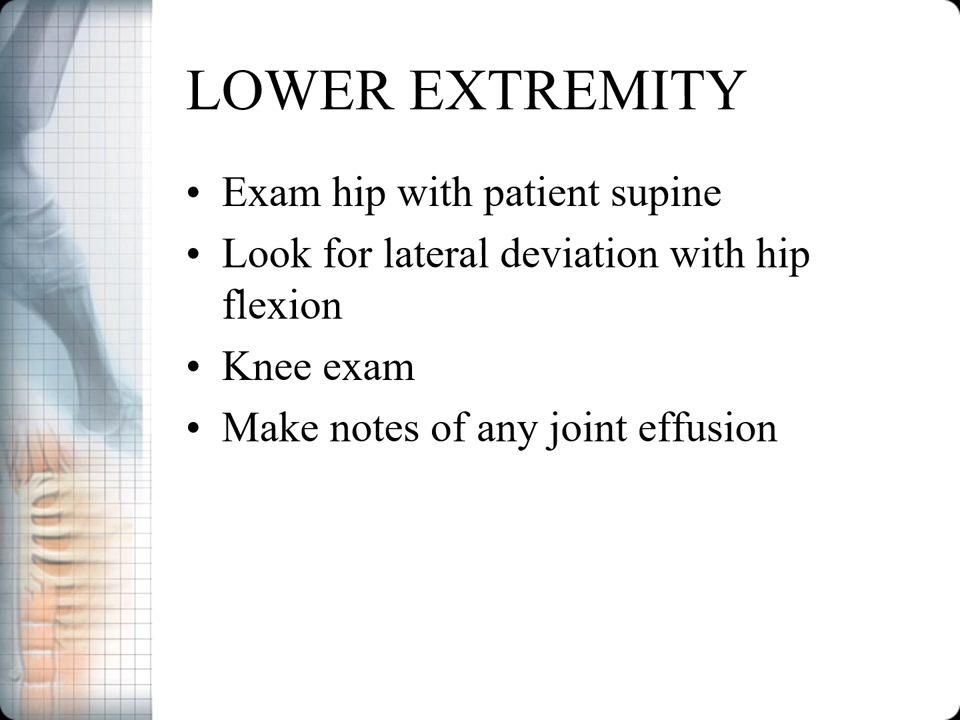 LOWER EXTREMITY
• Exam hip with patient supine
• Look for lateral deviation with hip
flexion
• Knee exam
• Make notes of any joint effusion